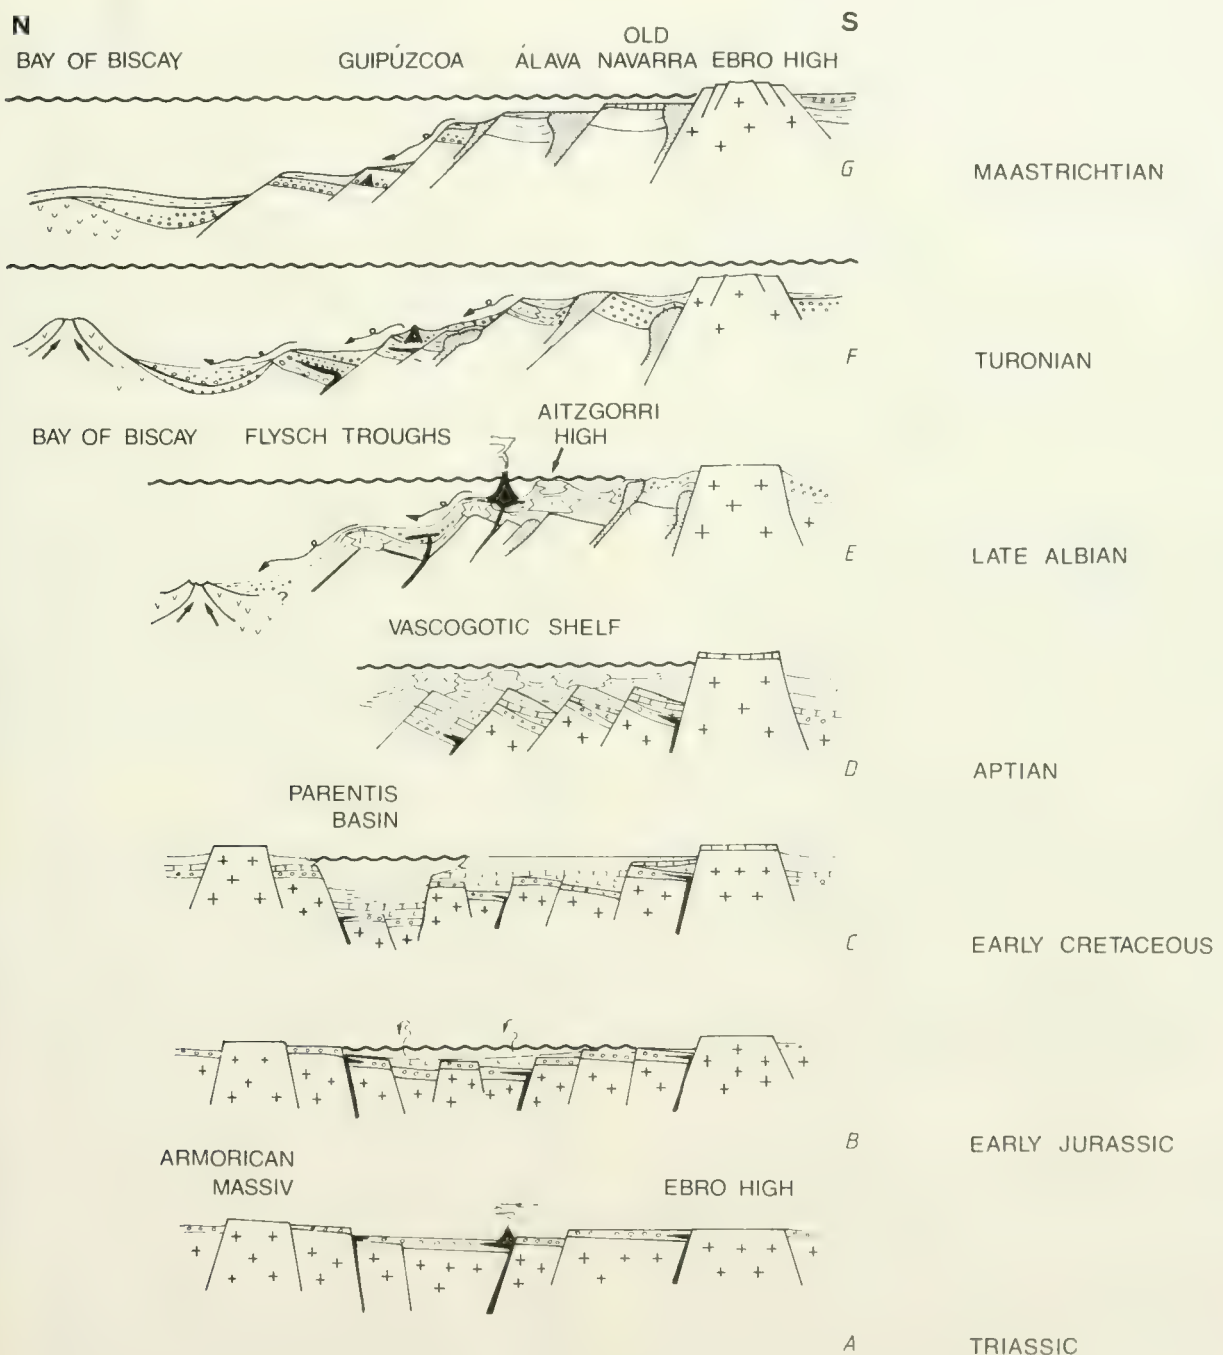 N
S
BAY OF BISCAY GUIPÚZCOA ÁLAVA OLD NAVARRA EBRO HIGH
G MAASTRICHTIAN
F TURONIAN
BAY OF BISCAY FLYSCH TROUGHS AITZGORRI HIGH
?
E LATE ALBIAN
VASCOGOTIC SHELF
D APTIAN
PARENTIS
BASIN
C EARLY CRETACEOUS
B EARLY JURASSIC
ARMORICAN
MASSIV
EBRO HIGH
A TRIASSIC